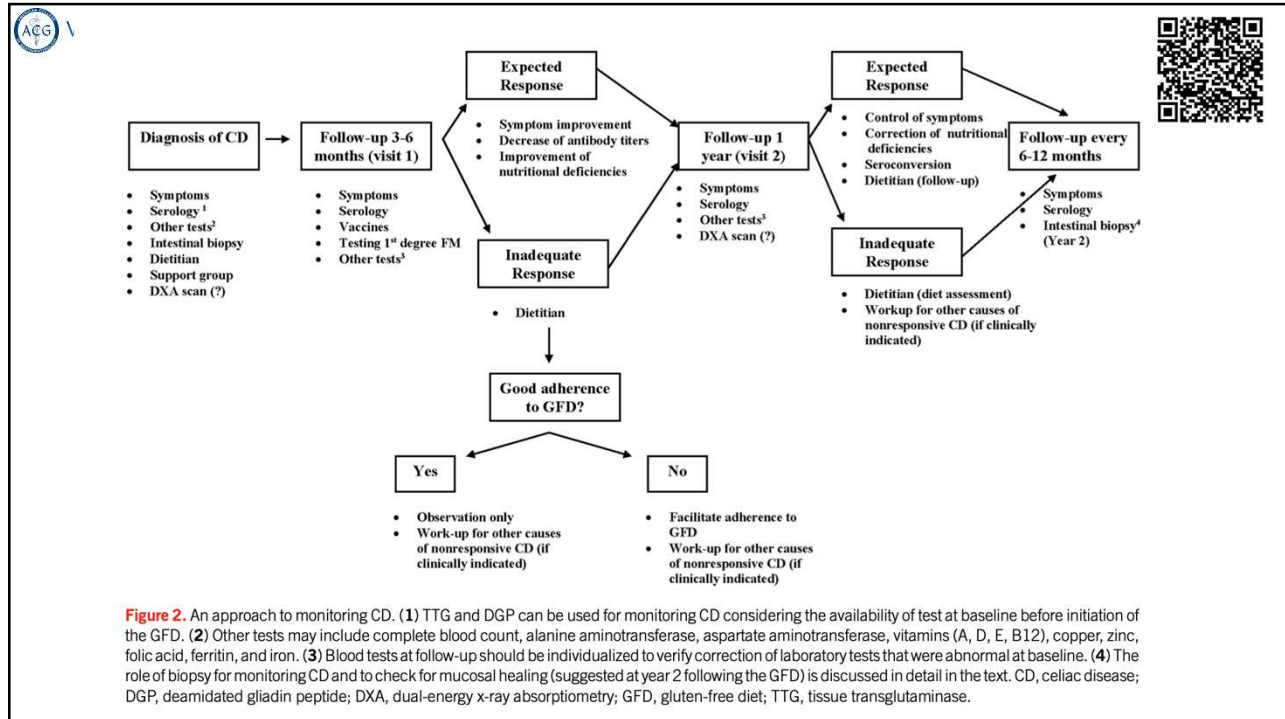 ACG
Diagnosis of CD
• Symptoms
• Serology ¹
• Other tests²
• Intestinal biopsy
• Dietitian
• Support group
• DXA scan (?)
Follow-up 3-6
months (visit 1)
• Symptoms
• Serology
• Vaccines
• Testing 1st degree FM
• Other tests³
Expected
Response
• Symptom improvement
• Decrease of antibody titers
• Improvement of
nutritional deficiencies
Inadequate
Response
• Dietitian
Good adherence
to GFD?
Yes
• Observation only
• Work-up for other causes
of nonresponsive CD (if
clinically indicated)
No
• Facilitate adherence to
GFD
• Work-up for other causes
of nonresponsive CD (if
clinically indicated)
Follow-up 1
year (visit 2)
• Symptoms
• Serology
• Other tests³
• DXA scan (?)
Expected
Response
• Control of symptoms
• Correction of nutritional
deficiencies
• Seroconversion
• Dietitian (follow-up)
Inadequate
Response
• Dietitian (diet assessment)
• Workup for other causes of
nonresponsive CD (if clinically
indicated)
Follow-up every
6-12 months
• Symptoms
• Serology
• Intestinal biopsy⁴
(Year 2)
Figure 2. An approach to monitoring CD. (1) TTG and DGP can be used for monitoring CD considering the availability of test at baseline before initiation of
the GFD. (2) Other tests may include complete blood count, alanine aminotransferase, aspartate aminotransferase, vitamins (A, D, E, B12), copper, zinc,
folic acid, ferritin, and iron. (3) Blood tests at follow-up should be individualized to verify correction of laboratory tests that were abnormal at baseline. (4) The
role of biopsy for monitoring CD and to check for mucosal healing (suggested at year 2 following the GFD) is discussed in detail in the text. CD, celiac disease;
DGP, deamidated gliadin peptide; DXA, dual-energy x-ray absorptiometry; GFD, gluten-free diet; TTG, tissue transglutaminase.